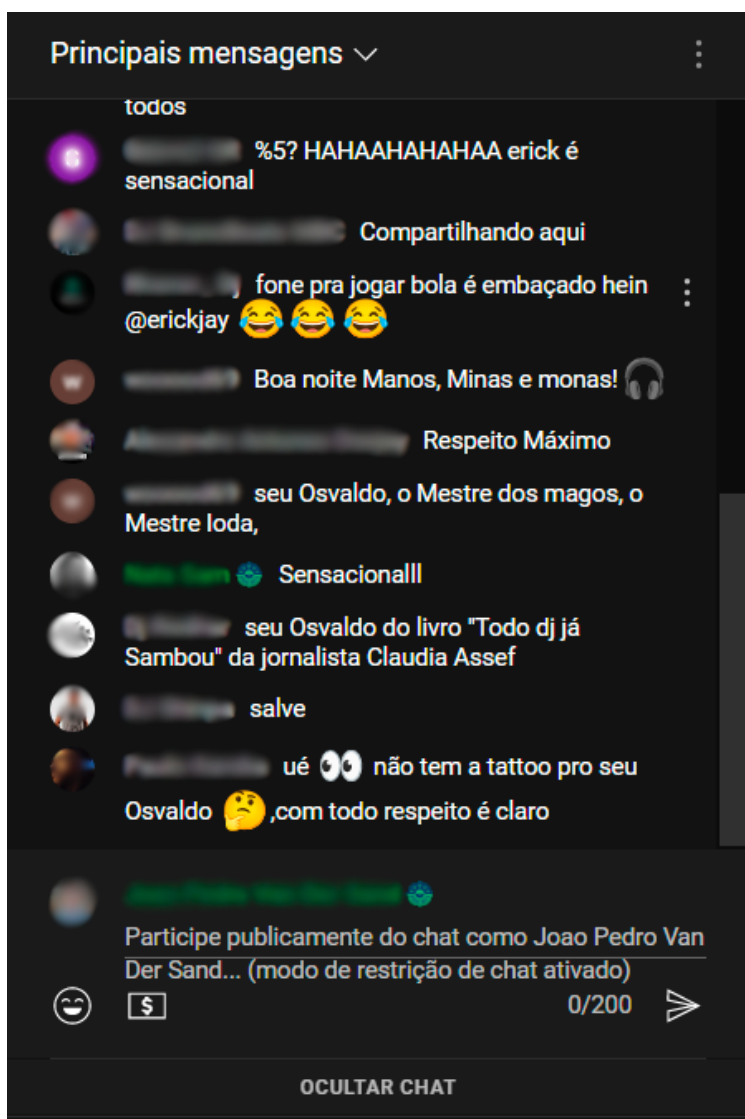 Principais mensagens
todos
%5? HAHAAHAHAHAA erick é
sensacional
Compartilhando aqui
fone pra jogar bola é embaçado hein
@erickjay 😂 😂 😂
Boa noite Manos, Minas e monas! 🎧
Respeito Máximo
seu Osvaldo, o Mestre dos magos, o
Mestre Ioda,
Sensacionalll
seu Osvaldo do livro "Todo dj já
Sambou" da jornalista Claudia Assef
salve
ué 👀 não tem a tattoo pro seu
Osvaldo 🤔 ,com todo respeito é claro
Participe publicamente do chat como Joao Pedro Van
Der Sand... (modo de restrição de chat ativado)
$ 0/200
OCULTAR CHAT